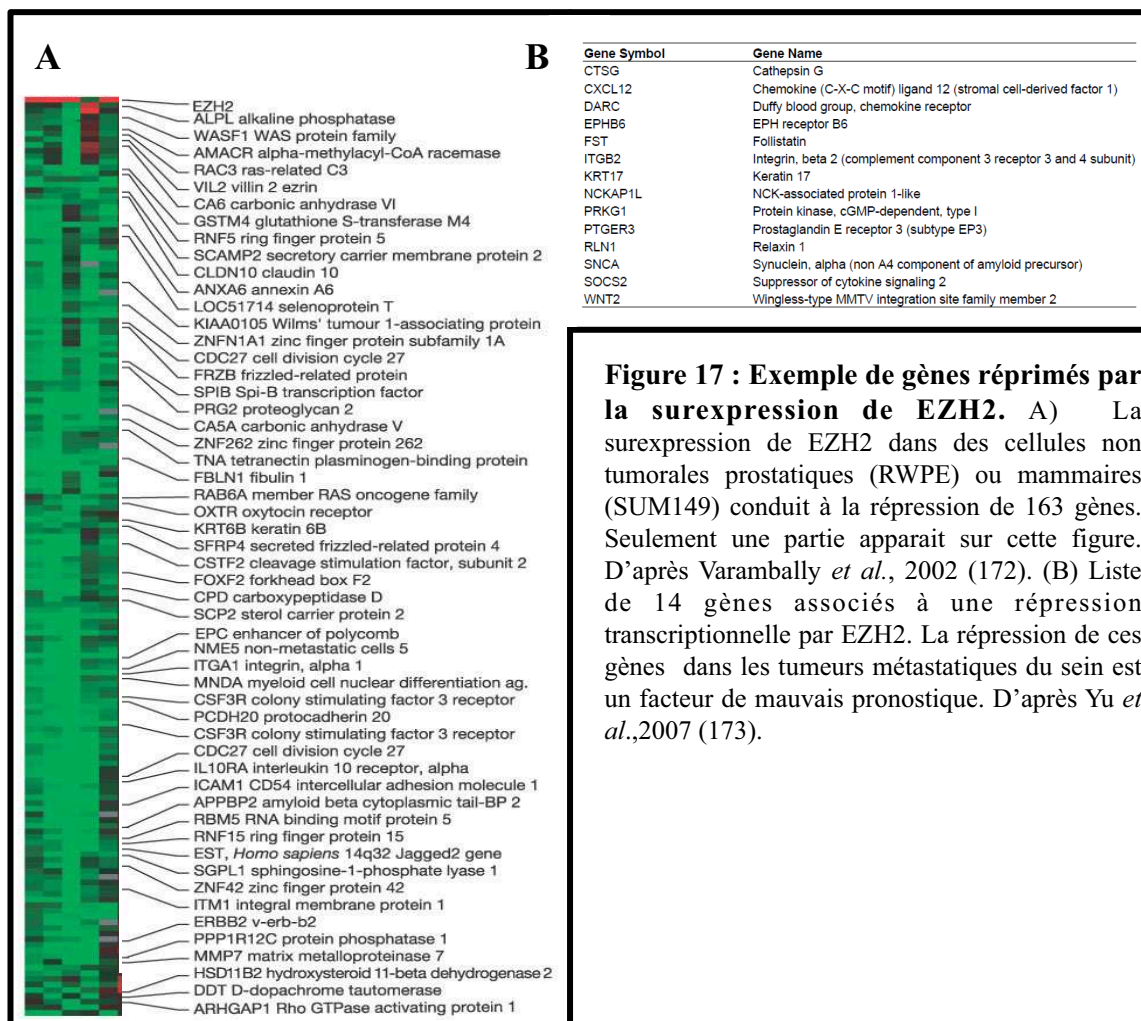 A
EZH2
ALPL alkaline phosphatase
WASF1 WAS protein family
AMACR alpha-methylacyl-CoA racemase
RAC3 ras-related C3
VIL2 villin 2 ezrin
CA6 carbonic anhydrase VI
GSTM4 glutathione S-transferase M4
RNF5 ring finger protein 5
SCAMP2 secretory carrier membrane protein 2
CLDN10 claudin 10
ANXA6 annexin A6
LOC51714 selenoprotein T
KIAA0105 Wilms' tumour 1-associating protein
ZNFN1A1 zinc finger protein subfamily 1A
CDC27 cell division cycle 27
FRZB frizzled-related protein
SPIB Spi-B transcription factor
PRG2 proteoglycan 2
CA5A carbonic anhydrase V
ZNF262 zinc finger protein 262
TNA tetranectin plasminogen-binding protein
FBLN1 fibulin 1
RAB6A member RAS oncogene family
OXTR oxytocin receptor
KRT6B keratin 6B
SFRP4 secreted frizzled-related protein 4
CSTF2 cleavage stimulation factor, subunit 2
FOXF2 forkhead box F2
CPD carboxypeptidase D
SCP2 sterol carrier protein 2
EPC enhancer of polycomb
NME5 non-metastatic cells 5
ITGA1 integrin, alpha 1
MNDA myeloid cell nuclear differentiation ag.
CSF3R colony stimulating factor 3 receptor
PCDH20 protocadherin 20
CSF3R colony stimulating factor 3 receptor
CDC27 cell division cycle 27
IL10RA interleukin 10 receptor, alpha
ICAM1 CD54 intercellular adhesion molecule 1
APPBP2 amyloid beta cytoplasmic tail-BP 2
RBM5 RNA binding motif protein 5
RNF15 ring finger protein 15
EST, Homo sapiens 14q32 Jagged2 gene
SGPL1 sphingosine-1-phosphate lyase 1
ZNF42 zinc finger protein 42
ITM1 integral membrane protein 1
ERBB2 v-erb-b2
PPP1R12C protein phosphatase 1
MMP7 matrix metalloproteinase 7
HSD11B2 hydroxysteroid 11-beta dehydrogenase 2
DDT D-dopachrome tautomerase
ARHGAP1 Rho GTPase activating protein 1
B
Gene Symbol Gene Name
CTSG Cathepsin G
CXCL12 Chemokine (C-X-C motif) ligand 12 (stromal cell-derived factor 1)
DARC Duffy blood group, chemokine receptor
EPHB6 EPH receptor B6
FST Follistatin
ITGB2 Integrin, beta 2 (complement component 3 receptor 3 and 4 subunit)
KRT17 Keratin 17
NCKAP1L NCK-associated protein 1-like
PRKG1 Protein kinase, cGMP-dependent, type I
PTGER3 Prostaglandin E receptor 3 (subtype EP3)
RLN1 Relaxin 1
SNCA Synuclein, alpha (non A4 component of amyloid precursor)
SOCS2 Suppressor of cytokine signaling 2
WNT2 Wingless-type MMTV integration site family member 2
Figure 17 : Exemple de gènes réprimés par
la surexpression de EZH2. A) La
surexpression de EZH2 dans des cellules non
tumorales prostatiques (RWPE) ou mammaires
(SUM149) conduit à la répression de 163 gènes.
Seulement une partie apparait sur cette figure.
D'après Varambally et al., 2002 (172). (B) Liste
de 14 gènes associés à une répression
transcriptionnelle par EZH2. La répression de ces
gènes dans les tumeurs métastatiques du sein est
un facteur de mauvais pronostique. D'après Yu et
al.,2007 (173).